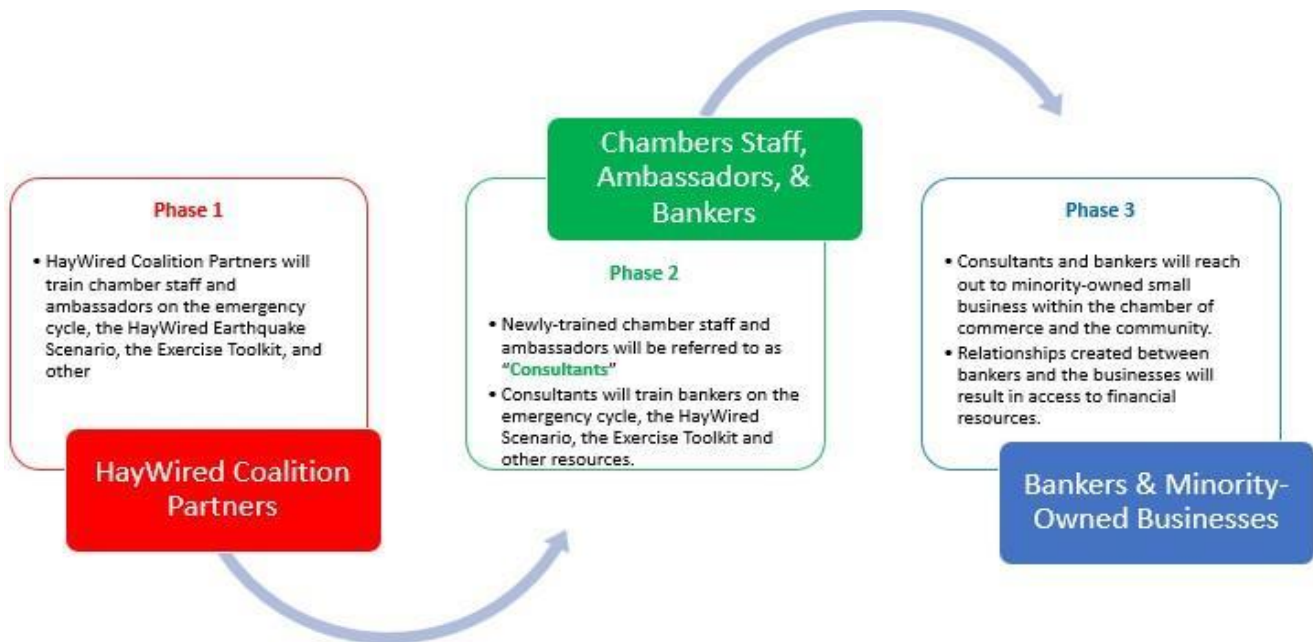 Phase 1
• HayWired Coalition Partners will
train chamber staff and
ambassadors on the emergency
cycle, the HayWired Earthquake
Scenario, the Exercise Toolkit, and
other
HayWired Coalition
Partners
Chambers Staff,
Ambassadors, &
Bankers
Phase 2
• Newly-trained chamber staff and
ambassadors will be referred to as
“Consultants”
• Consultants will train bankers on the
emergency cycle, the HayWired
Scenario, the Exercise Toolkit and
other resources.
Phase 3
• Consultants and bankers will reach
out to minority-owned small
business within the chamber of
commerce and the community.
• Relationships created between
bankers and the businesses will
result in access to financial
resources.
Bankers & Minority-
Owned Businesses